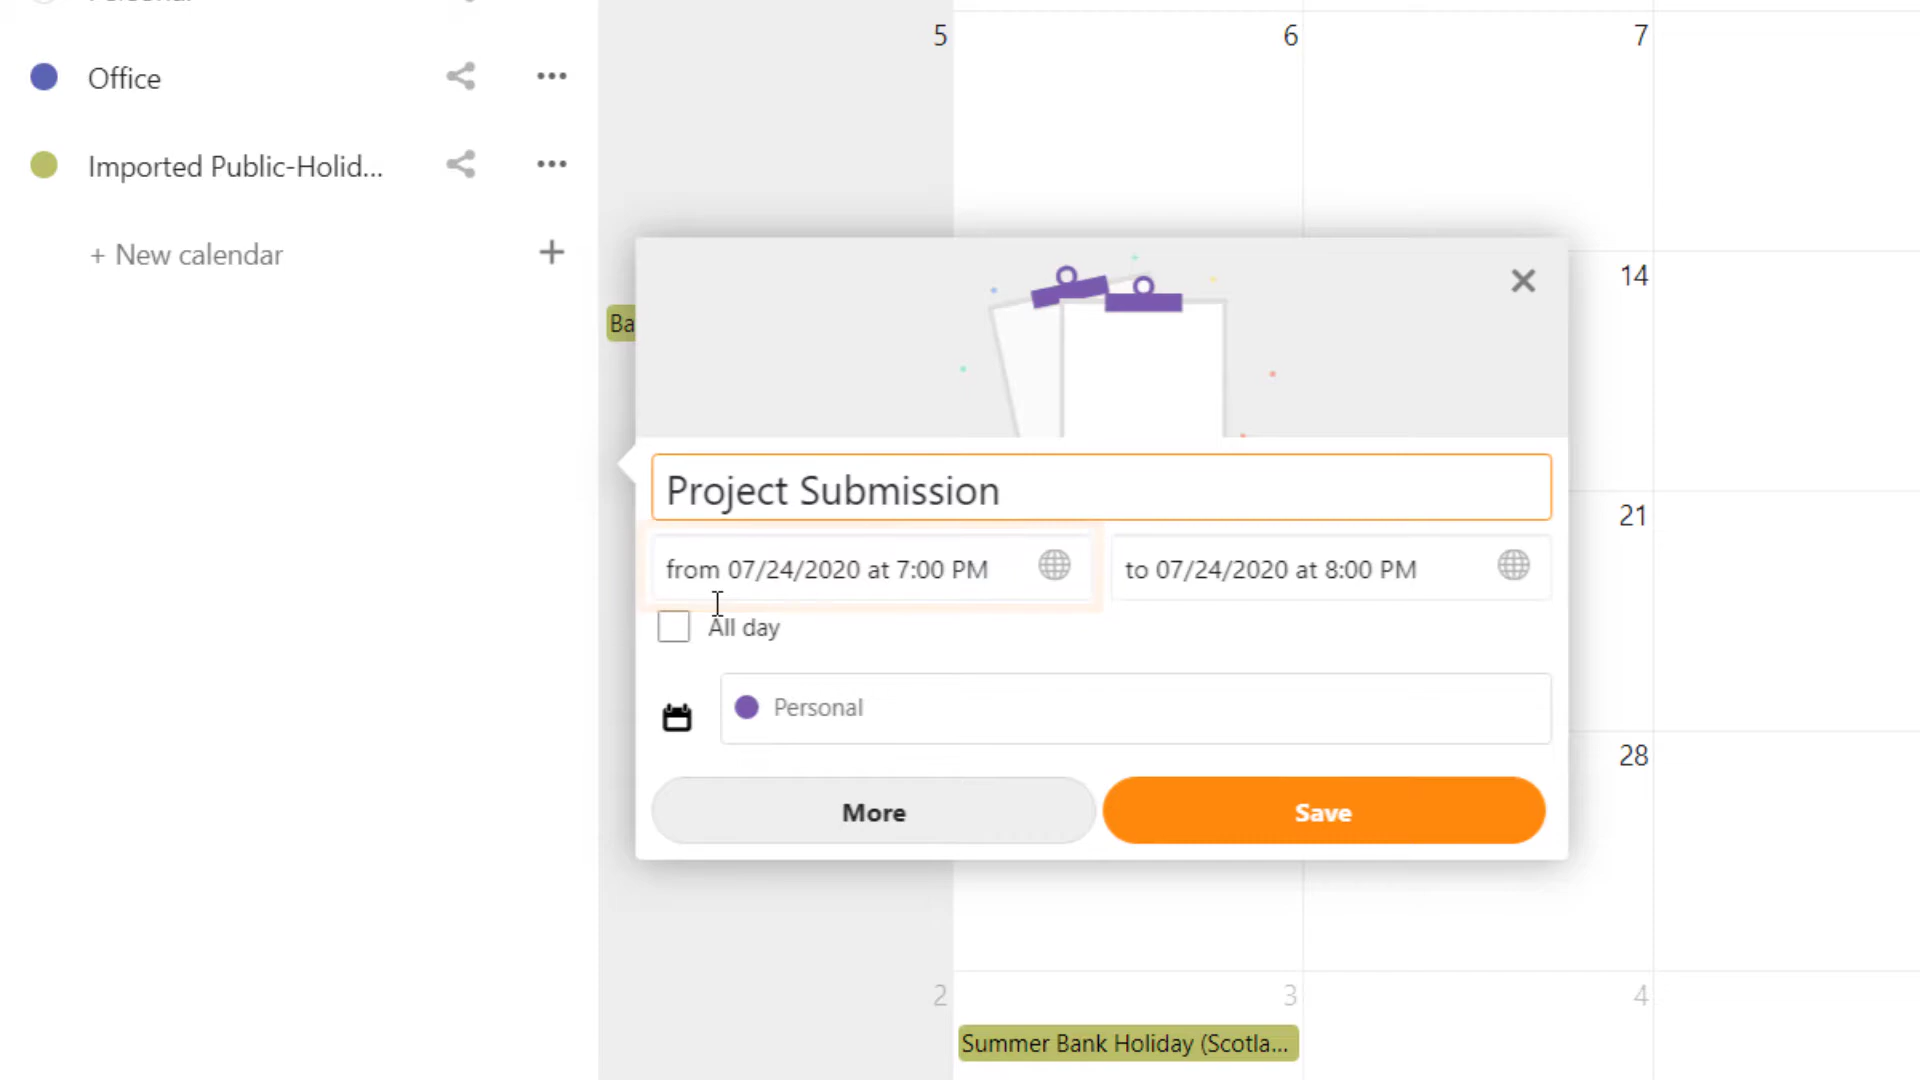 Personal
Office
Imported Public-Holid...
+ New calendar
5
6
7
14
21
28
2
3
4
Ba
Project Submission
from 07/24/2020 at 7:00 PM
to 07/24/2020 at 8:00 PM
All day
Personal
More
Save
Summer Bank Holiday (Scotla...